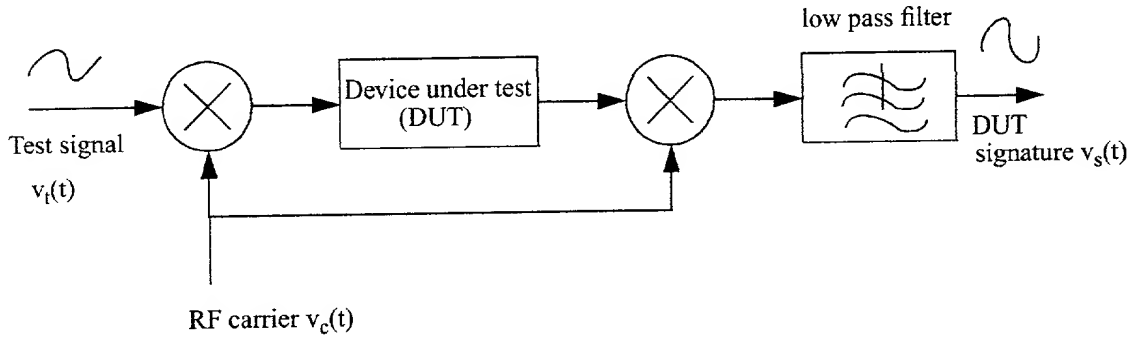 low pass filter
Device under test
(DUT)
Test signal
v_t(t)
DUT
signature v_s(t)
RF carrier v_c(t)